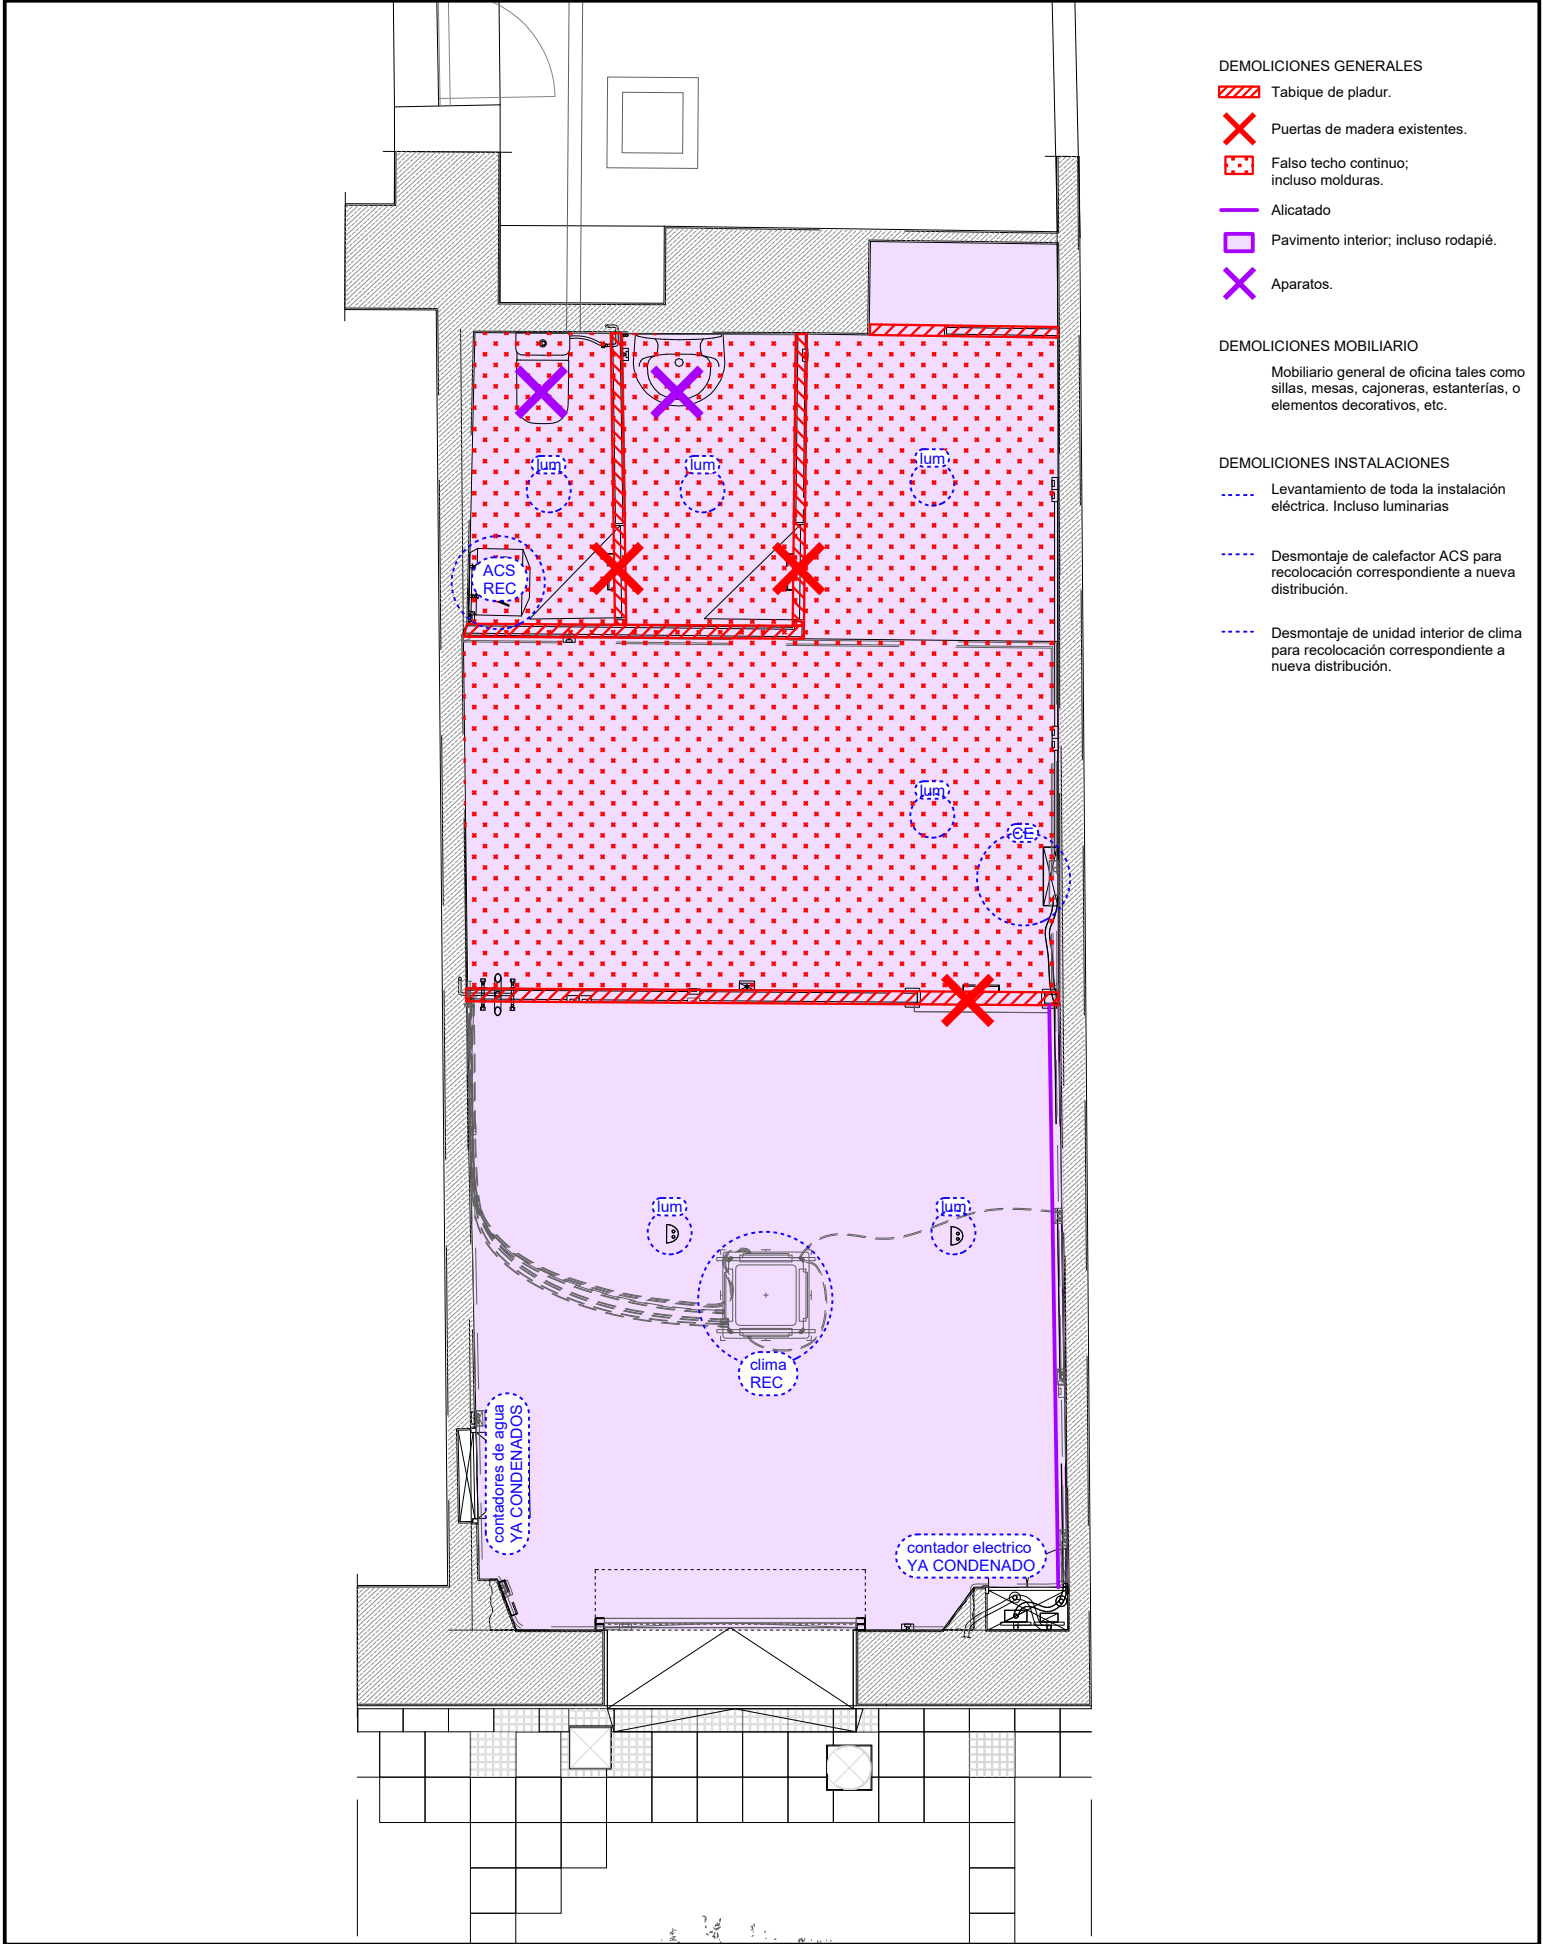 DEMOLICIONES GENERALES
Tabique de pladur.
Puertas de madera existentes.
Falso techo continuo;
incluso molduras.
Alicatado
Pavimento interior; incluso rodapié.
Aparatos.
DEMOLICIONES MOBILIARIO
Mobiliario general de oficina tales como
sillas, mesas, cajoneras, estanterías, o
elementos decorativos, etc.
DEMOLICIONES INSTALACIONES
Levantamiento de toda la instalación
eléctrica. Incluso luminarias
Desmontaje de calefactor ACS para
recolocación correspondiente a nueva
distribución.
Desmontaje de unidad interior de clima
para recolocación correspondiente a
nueva distribución.
lum
lum
lum
ACS
REC
lum
CE
lum
lum
clima
REC
contadores de agua
YA CONDENADOS
contador electrico
YA CONDENADO